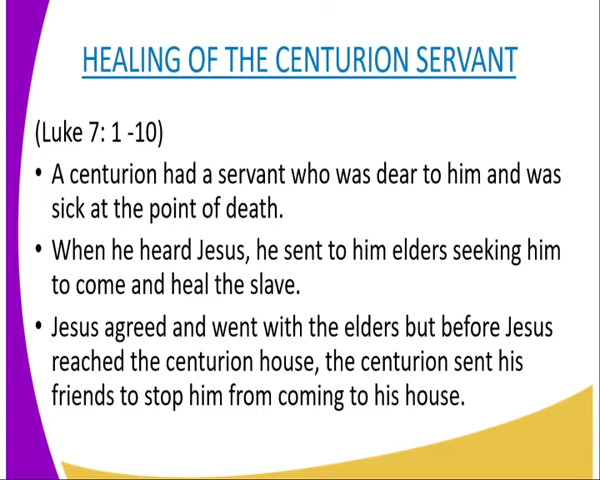 HEALING OF THE CENTURION SERVANT
(Luke 7: 1 -10)
• A centurion had a servant who was dear to him and was
sick at the point of death.
• When he heard Jesus, he sent to him elders seeking him
to come and heal the slave.
• Jesus agreed and went with the elders but before Jesus
reached the centurion house, the centurion sent his
friends to stop him from coming to his house.